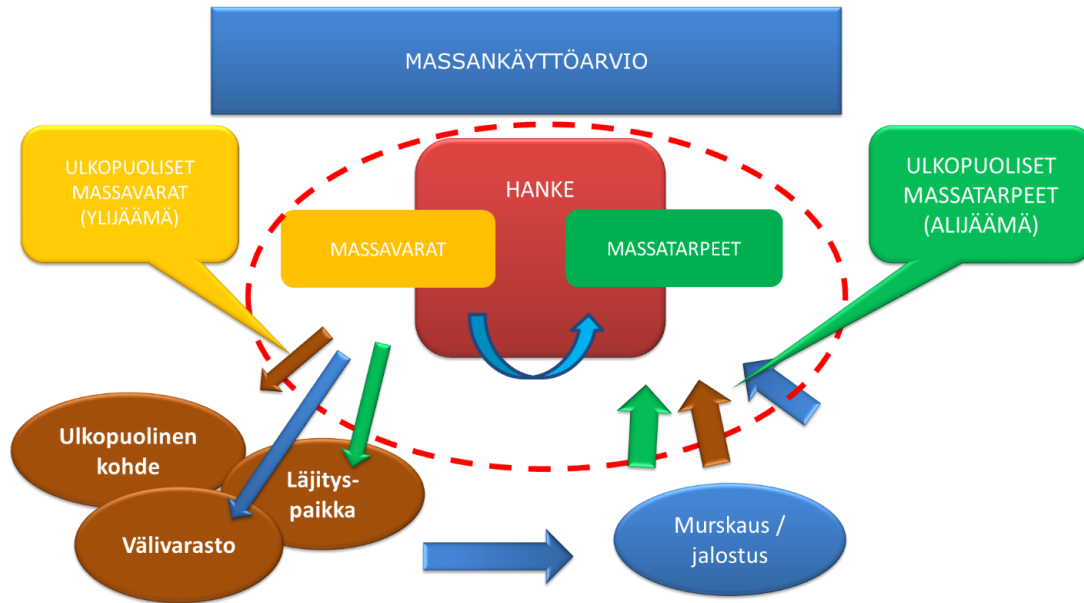 MASSANKÄYTTÖARVIO
ULKOPUOLISET
MASSAVARAT
(YLIJÄÄMÄ)
HANKE
MASSAVARAT
MASSATARPEET
ULKOPUOLISET
MASSATARPEET
(ALIJÄÄMÄ)
Ulkopuolinen
kohde
Läjitys-
paikka
Välivarasto
Murskaus /
jalostus